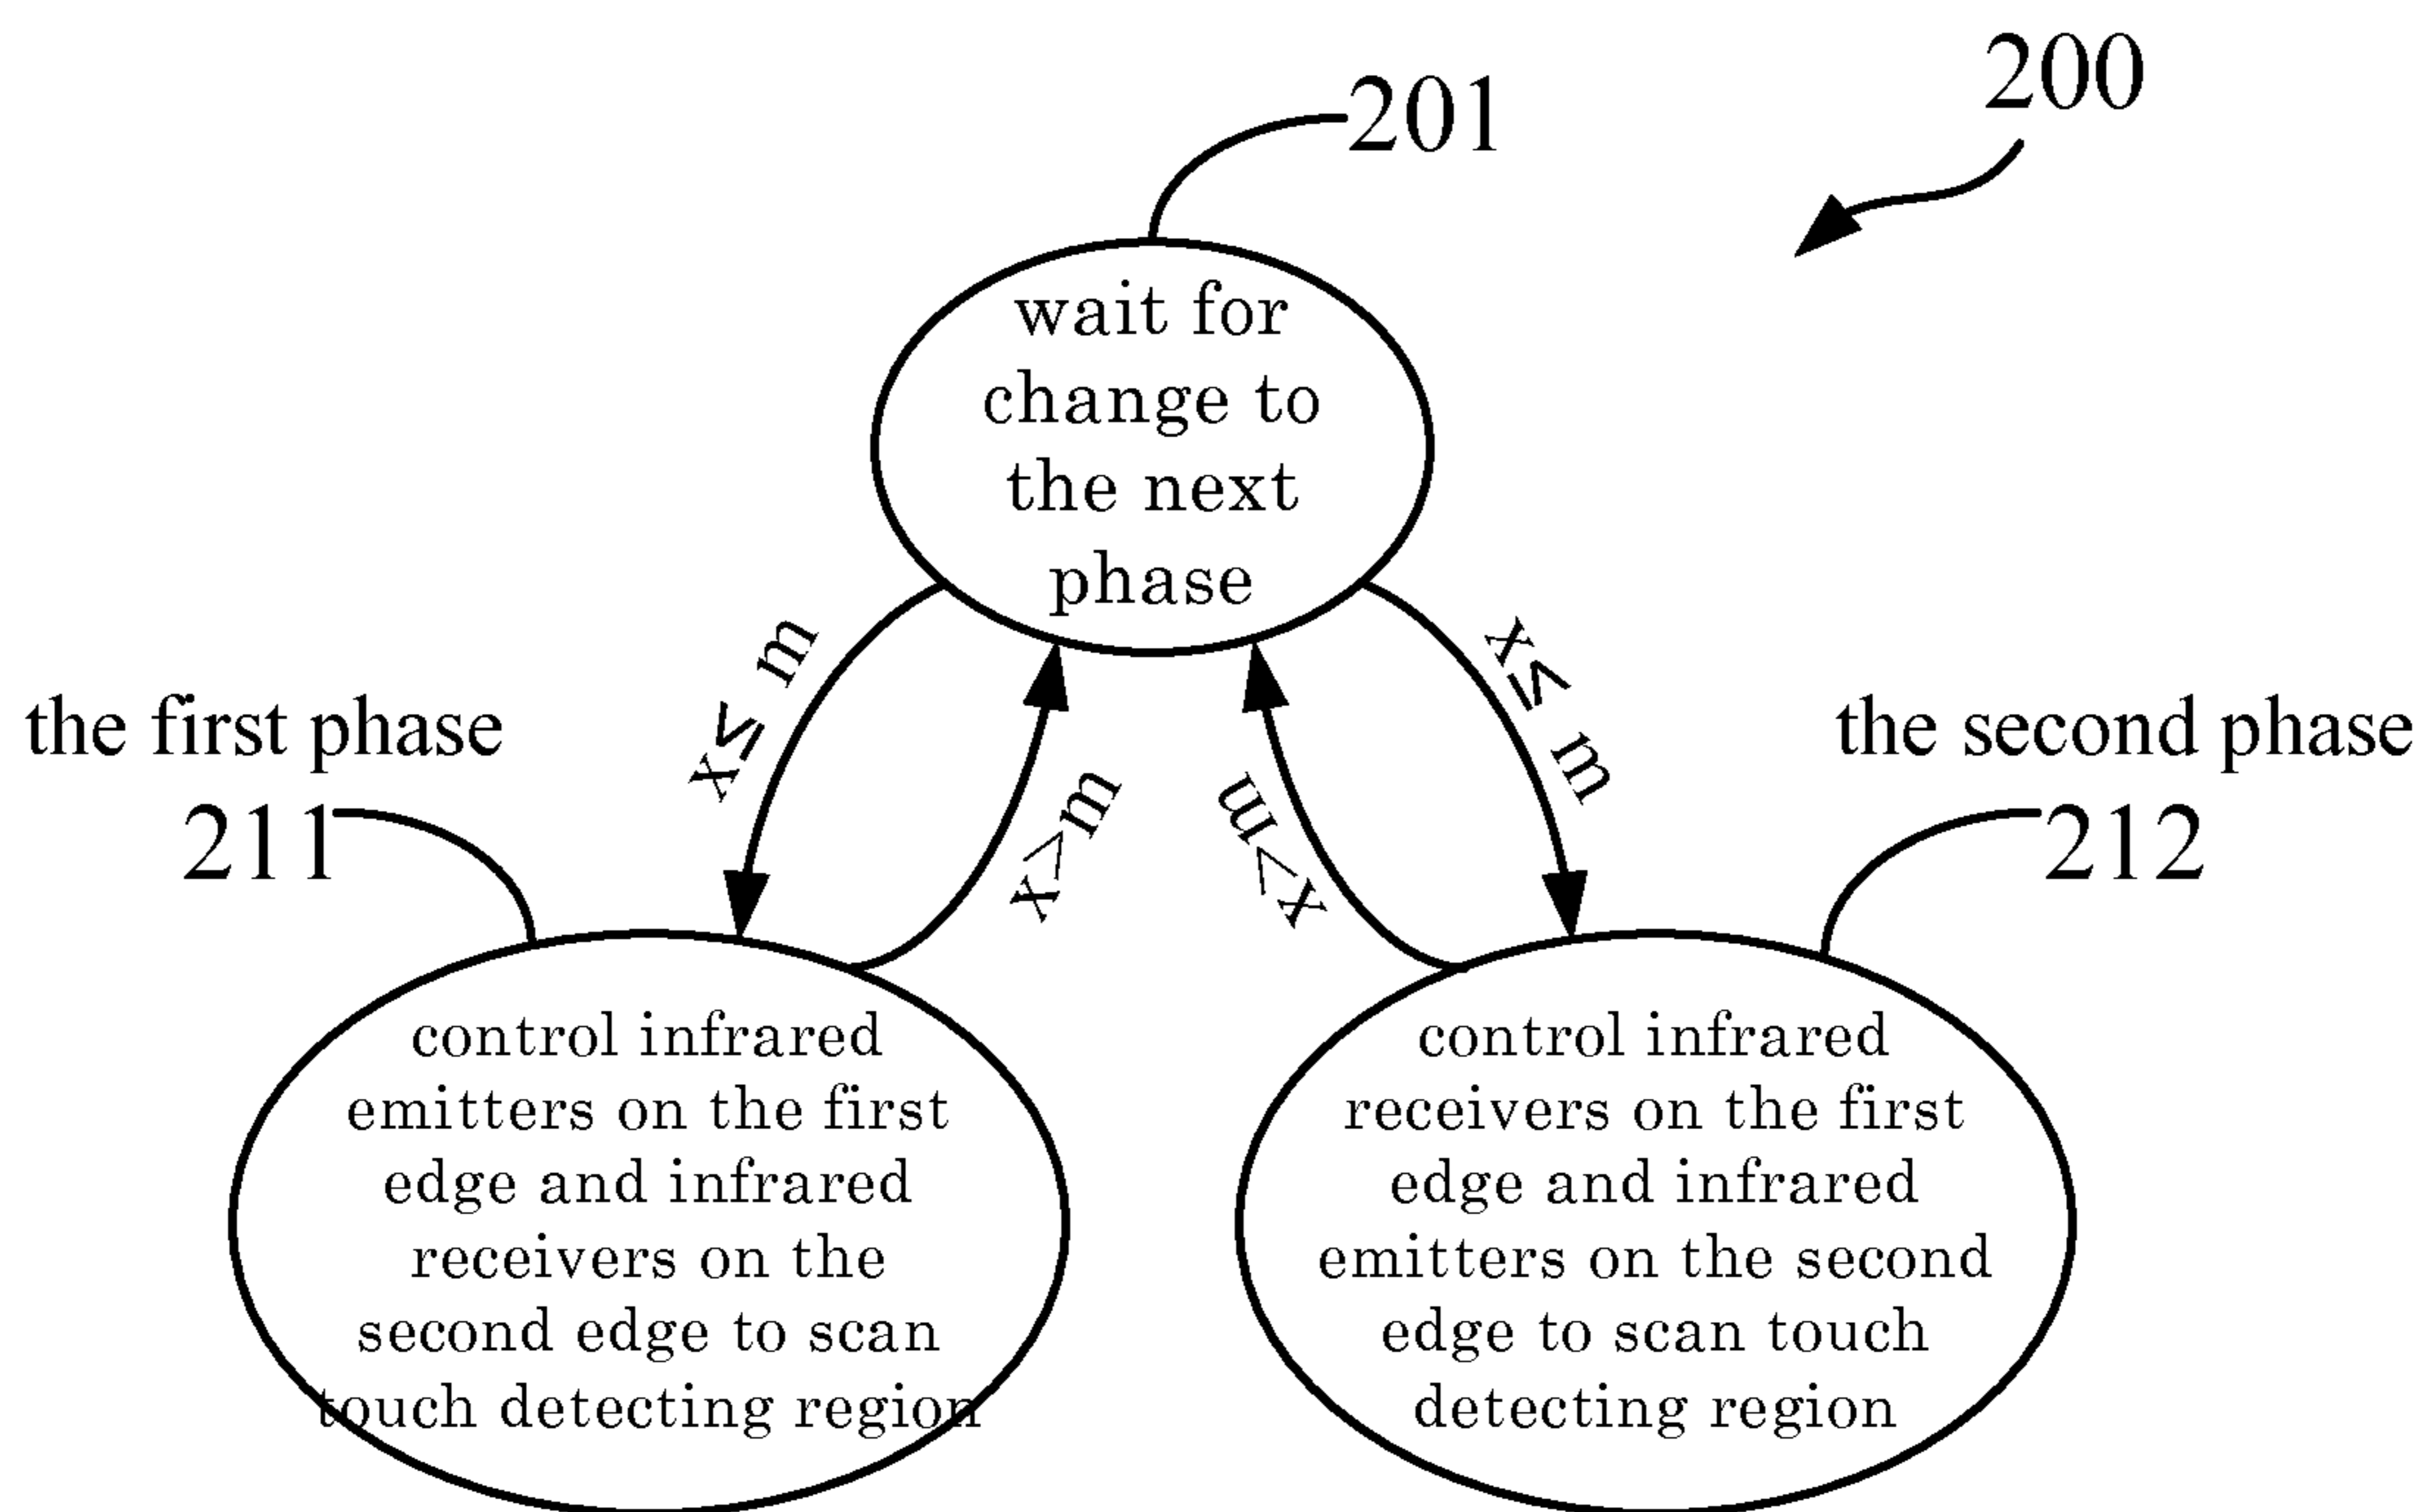 200
201
wait for
change to
the next
phase
x≤ m
x≤ m
the first phase
the second phase
x>m
x>m
211
212
control infrared
emitters on the first
edge and infrared
receivers on the
second edge to scan
touch detecting region
control infrared
receivers on the first
edge and infrared
emitters on the second
edge to scan touch
detecting region